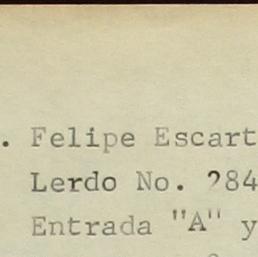 . Felipe Escart
Lerdo No. 284
Entrada "A" y